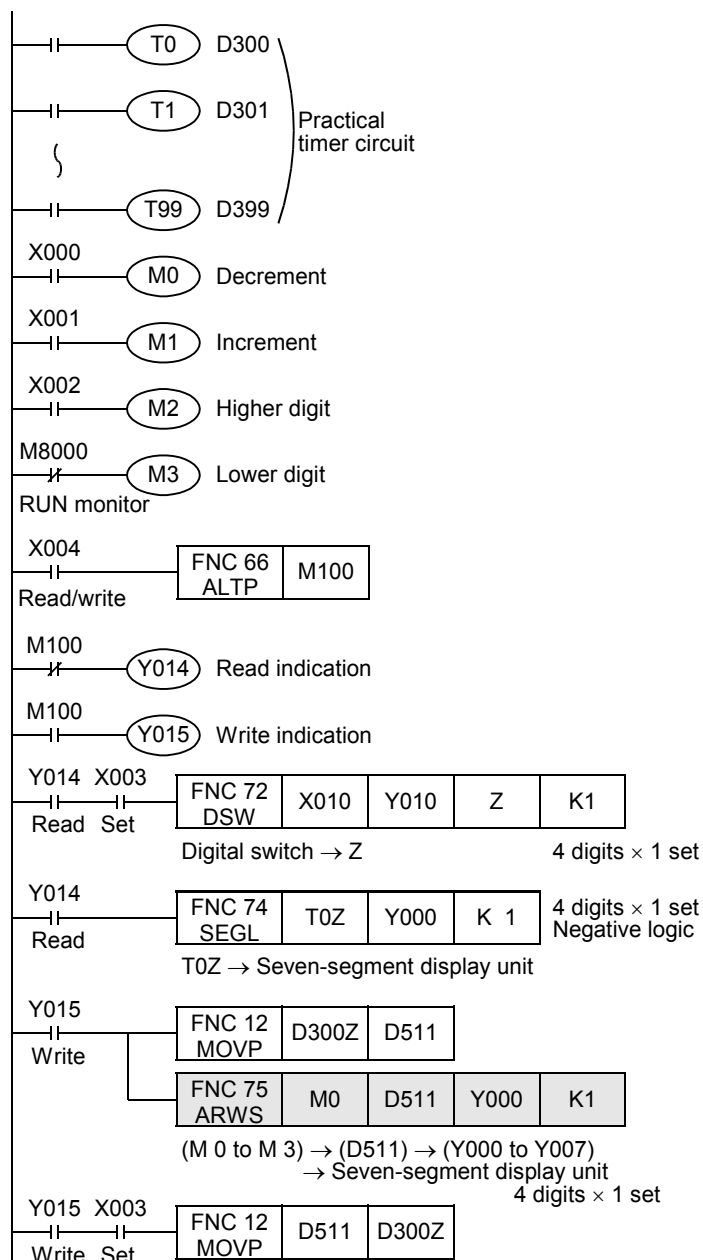 T0 D300
T1 D301
Practical
timer circuit
T99 D399
X000
M0 Decrement
X001
M1 Increment
X002
M2 Higher digit
M8000
M3 Lower digit
RUN monitor
X004
FNC 66
ALTP M100
Read/write
M100
Y014 Read indication
M100
Y015 Write indication
Y014 X003
FNC 72
DSW X010 Y010 Z K1
Read Set
Digital switch → Z 4 digits × 1 set
Y014
FNC 74
SEGL T0Z Y000 K 1
4 digits × 1 set
Negative logic
Read
T0Z → Seven-segment display unit
Y015
FNC 12
MOVP D300Z D511
Write
FNC 75
ARWS M0 D511 Y000 K1
(M 0 to M 3) → (D511) → (Y000 to Y007)
→ Seven-segment display unit
4 digits × 1 set
Y015 X003
FNC 12
MOVP D511 D300Z
Write Set